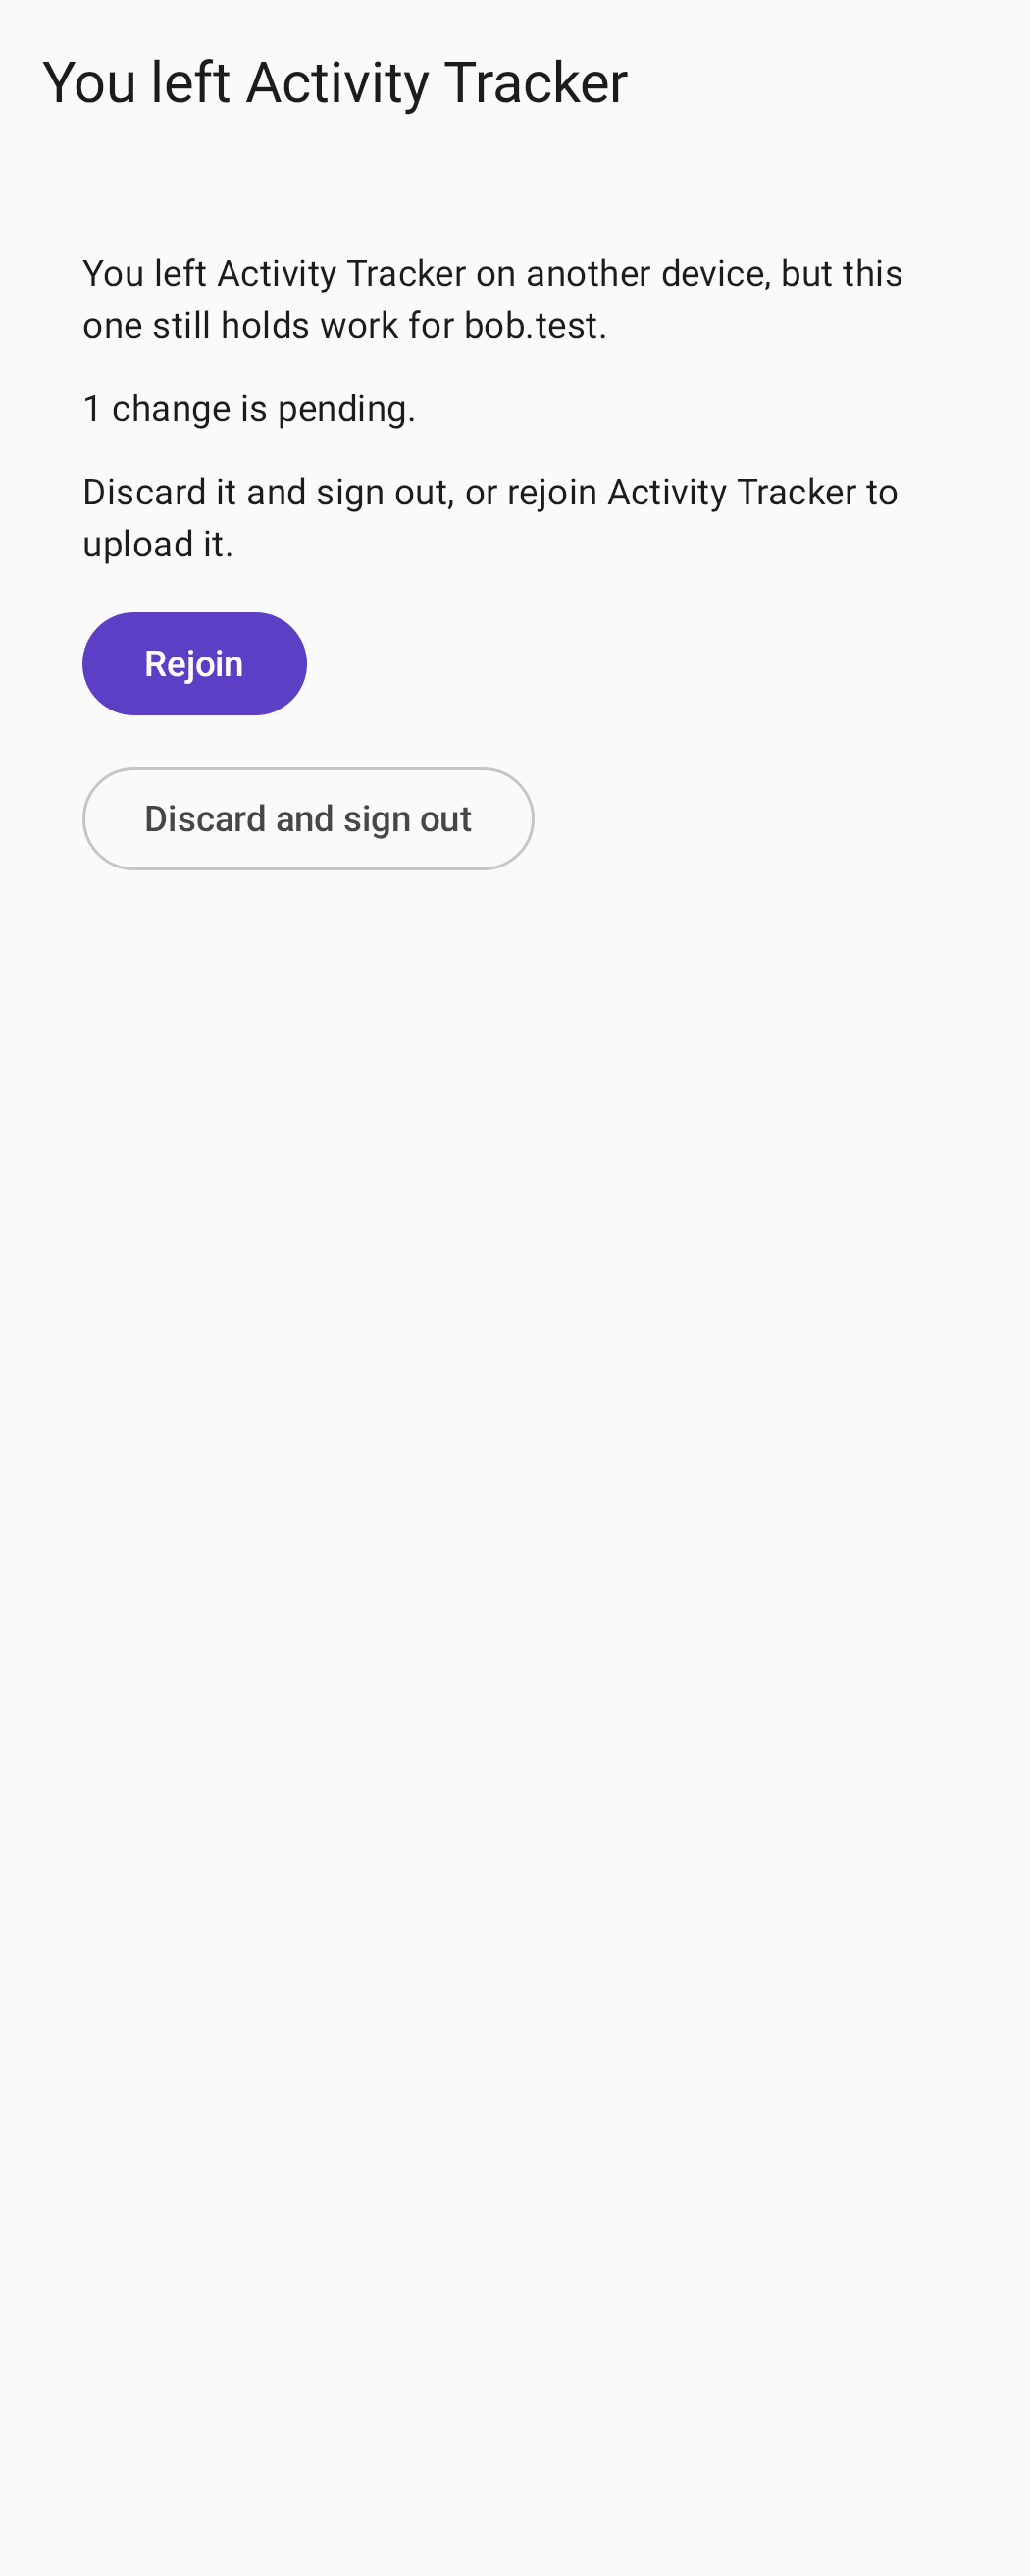 You left Activity Tracker
You left Activity Tracker on another device, but this
one still holds work for bob.test.
1 change is pending.
Discard it and sign out, or rejoin Activity Tracker to
upload it.
Rejoin
Discard and sign out